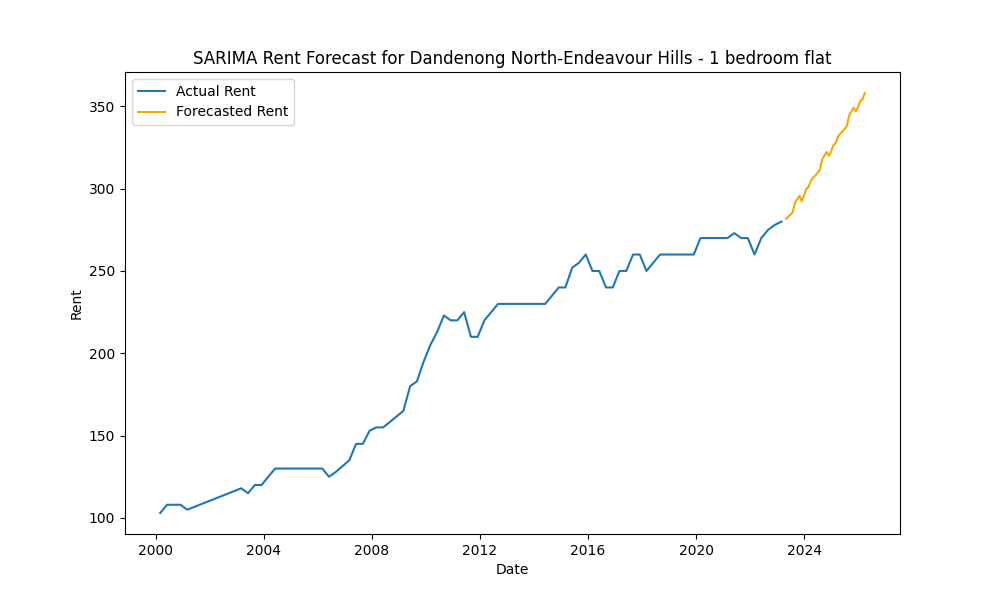 SARIMA Rent Forecast for Dandenong North-Endeavour Hills - 1 bedroom flat
Actual Rent
Forecasted Rent
350
300
250
200
150
100
Rent
2000 2004 2008 2012 2016 2020 2024
Date